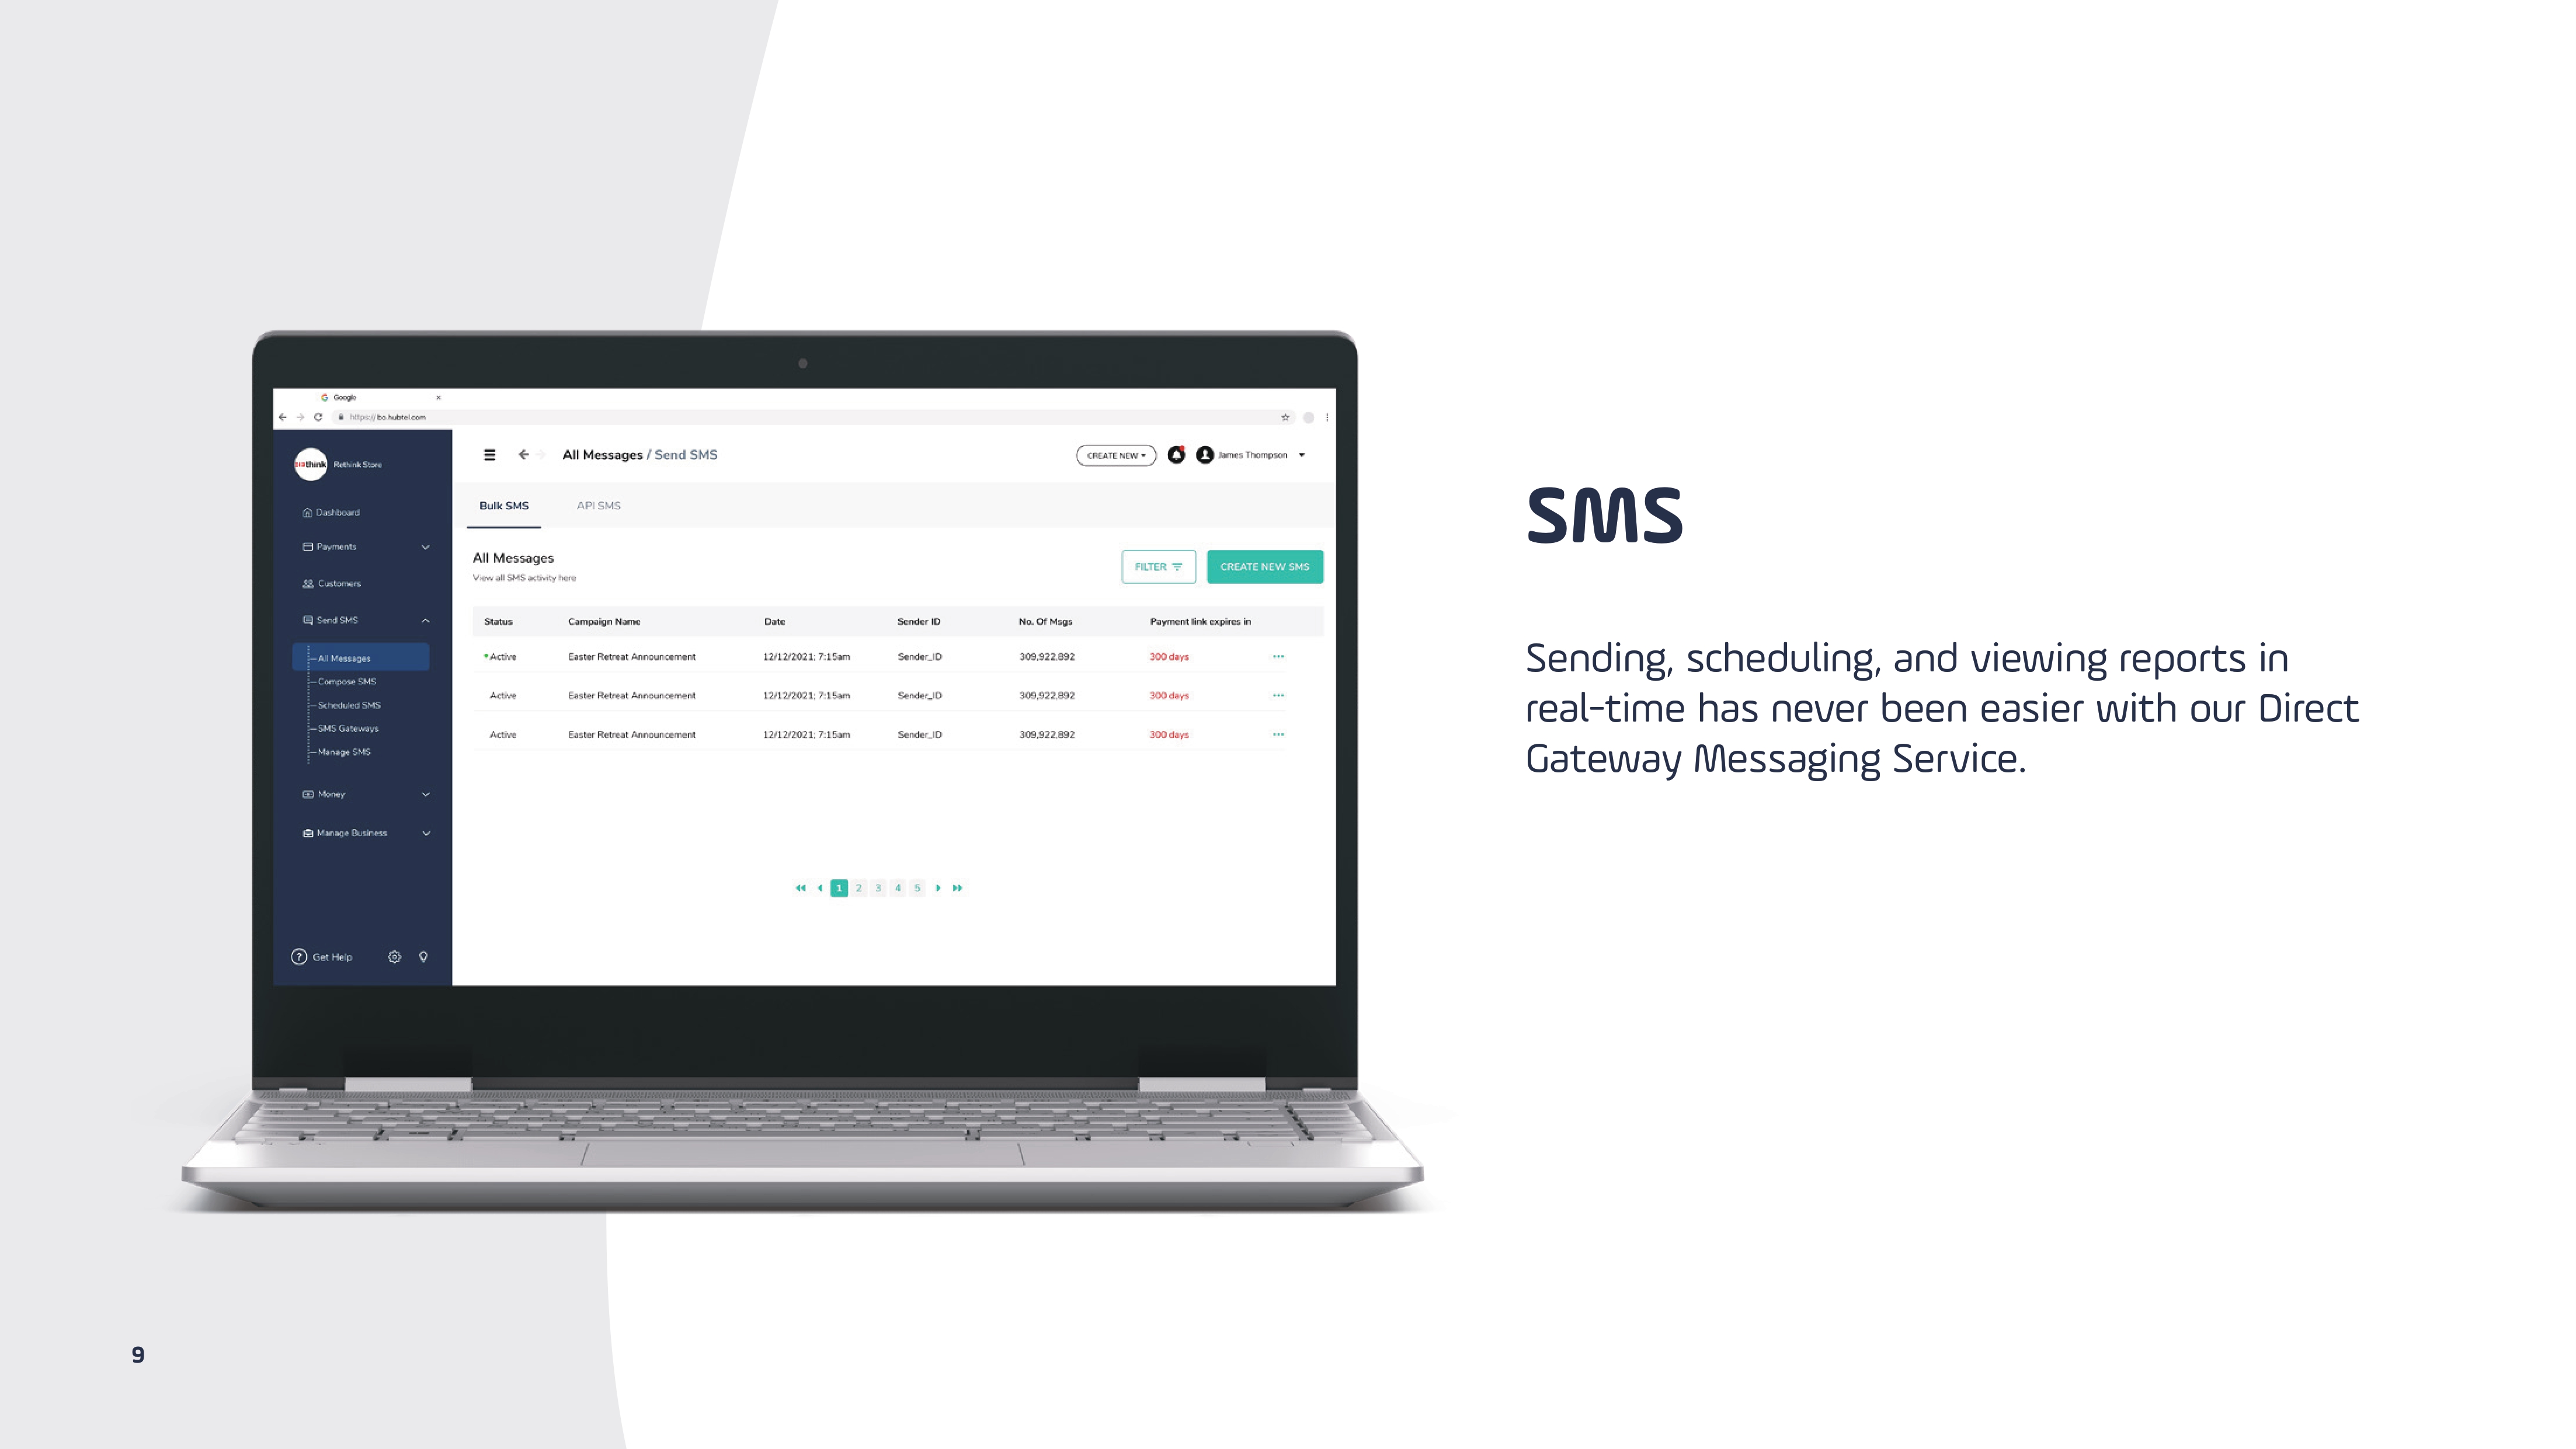 Google
https://bo.hubtel.com
Rethink Store
Dashboard
Payments
Customers
Send SMS
All Messages
Compose SMS
Scheduled SMS
SMS Gateways
Manage SMS
Money
Manage Business
Get Help
All Messages / Send SMS
CREATE NEW
James Thompson
Bulk SMS API SMS
All Messages
View all SMS activity here
FILTER
CREATE NEW SMS
Status Campaign Name Date Sender ID No. Of Msgs Payment link expires in
Active Easter Retreat Announcement 12/12/2021; 7:15am Sender_ID 309,922,892 300 days
Active Easter Retreat Announcement 12/12/2021; 7:15am Sender_ID 309,922,892 300 days
Active Easter Retreat Announcement 12/12/2021; 7:15am Sender_ID 309,922,892 300 days
1 2 3 4 5
SMS
Sending, scheduling, and viewing reports in
real-time has never been easier with our Direct
Gateway Messaging Service.
9